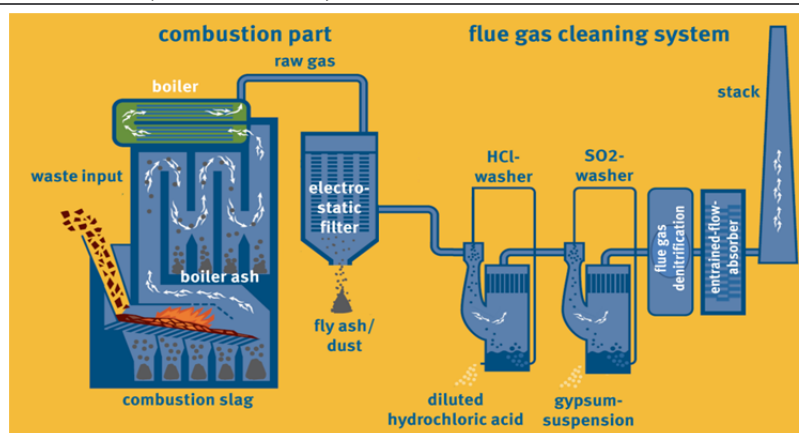 combustion part
flue gas cleaning system
raw gas
boiler
stack
HCl-
washer
SO2-
washer
waste input
electro-
static
filter
flue gas
denitrification
entrained-flow-
absorber
boiler ash
fly ash/
dust
combustion slag
diluted
hydrochloric acid
gypsum-
suspension